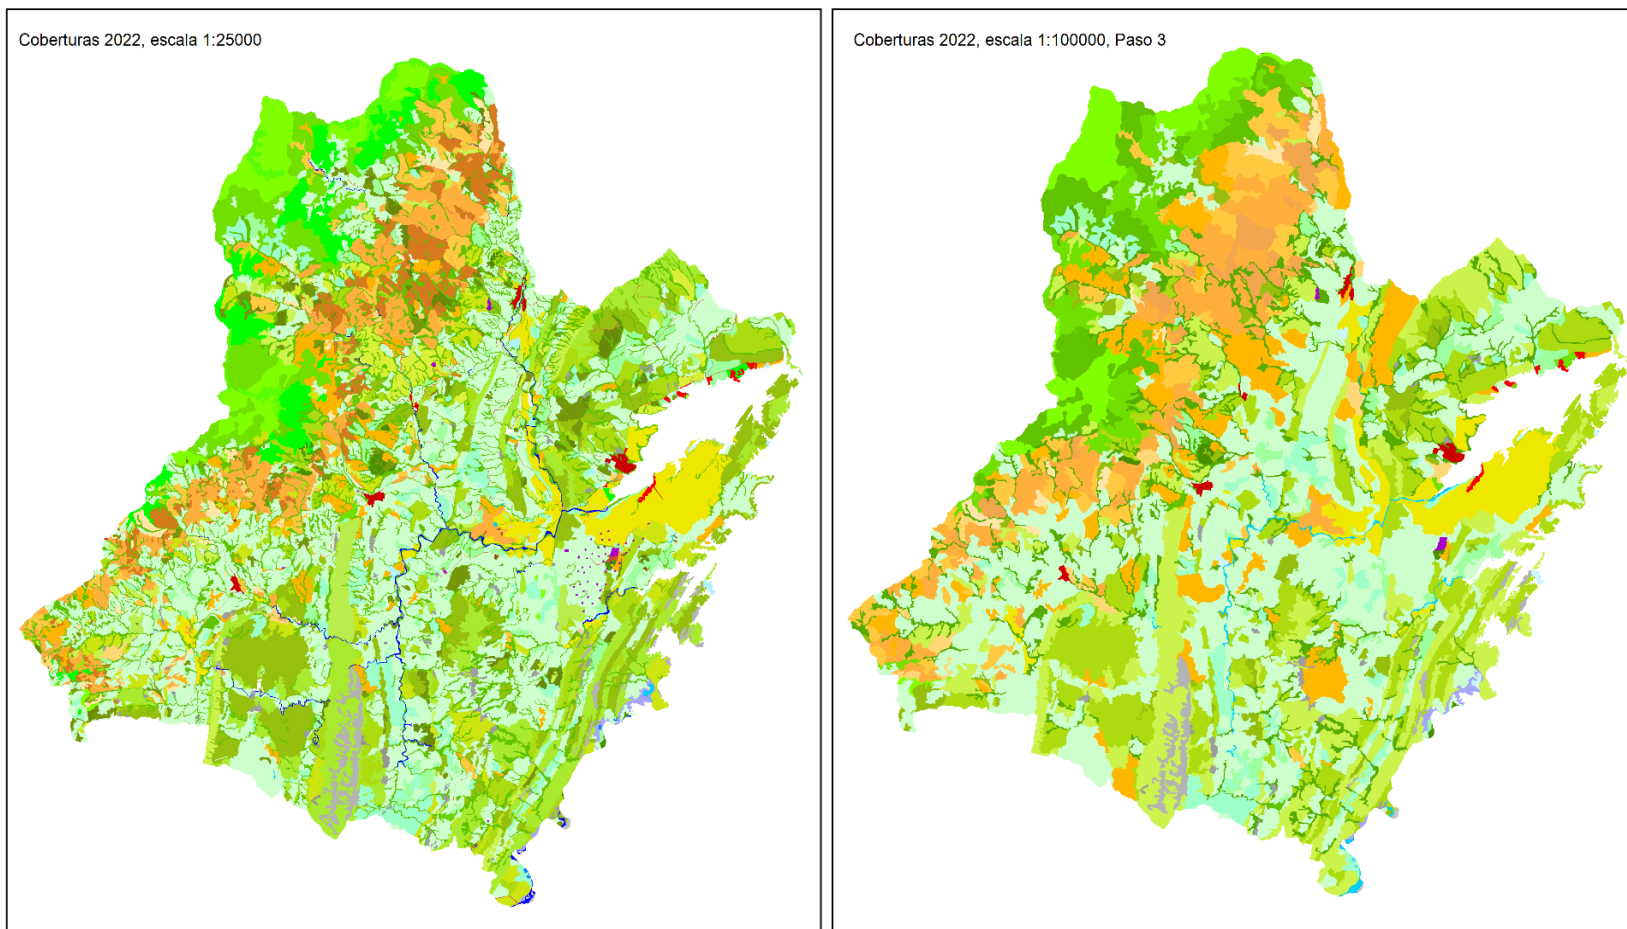 Coberturas 2022, escala 1:25000
Coberturas 2022, escala 1:100000, Paso 3